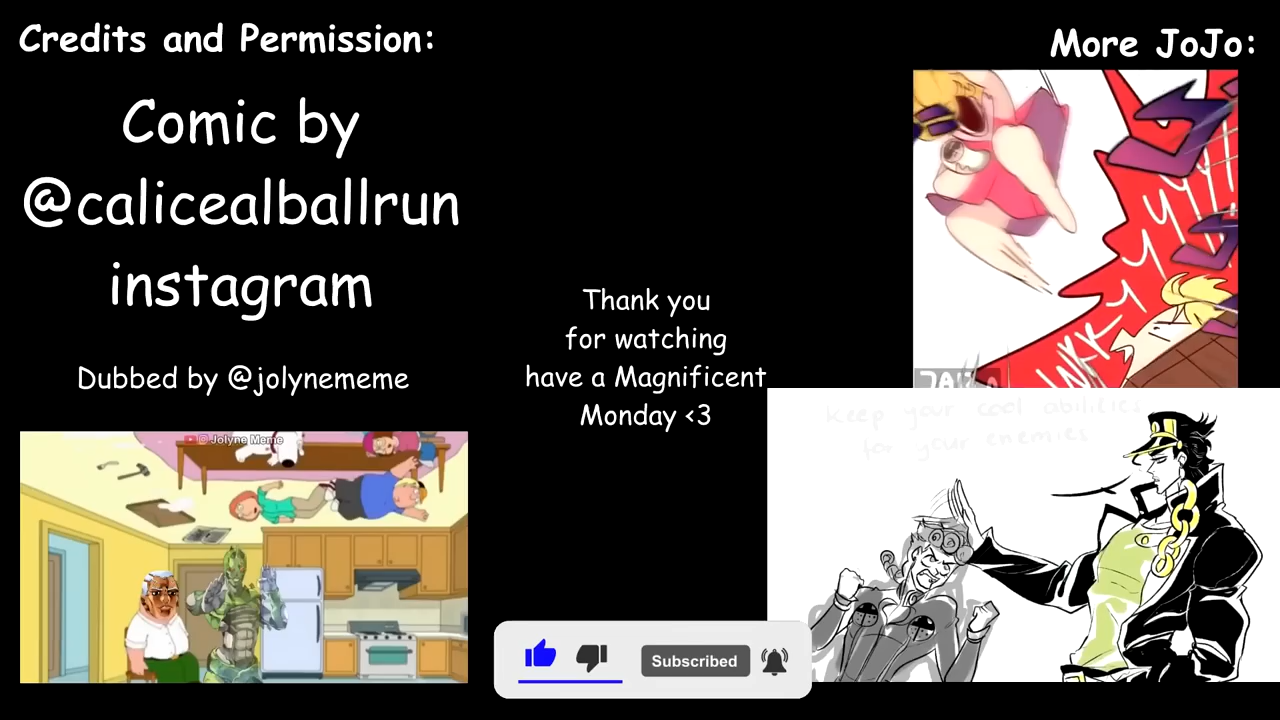 Credits and Permission:
Comic by
@calicealballrun
instagram
Dubbed by @jolynememe
@Jolyne Meme
Thank you
for watching
have a Magnificent
Monday <3
Subscribed
More JoJo:
keep your cool abilities
for your enemies